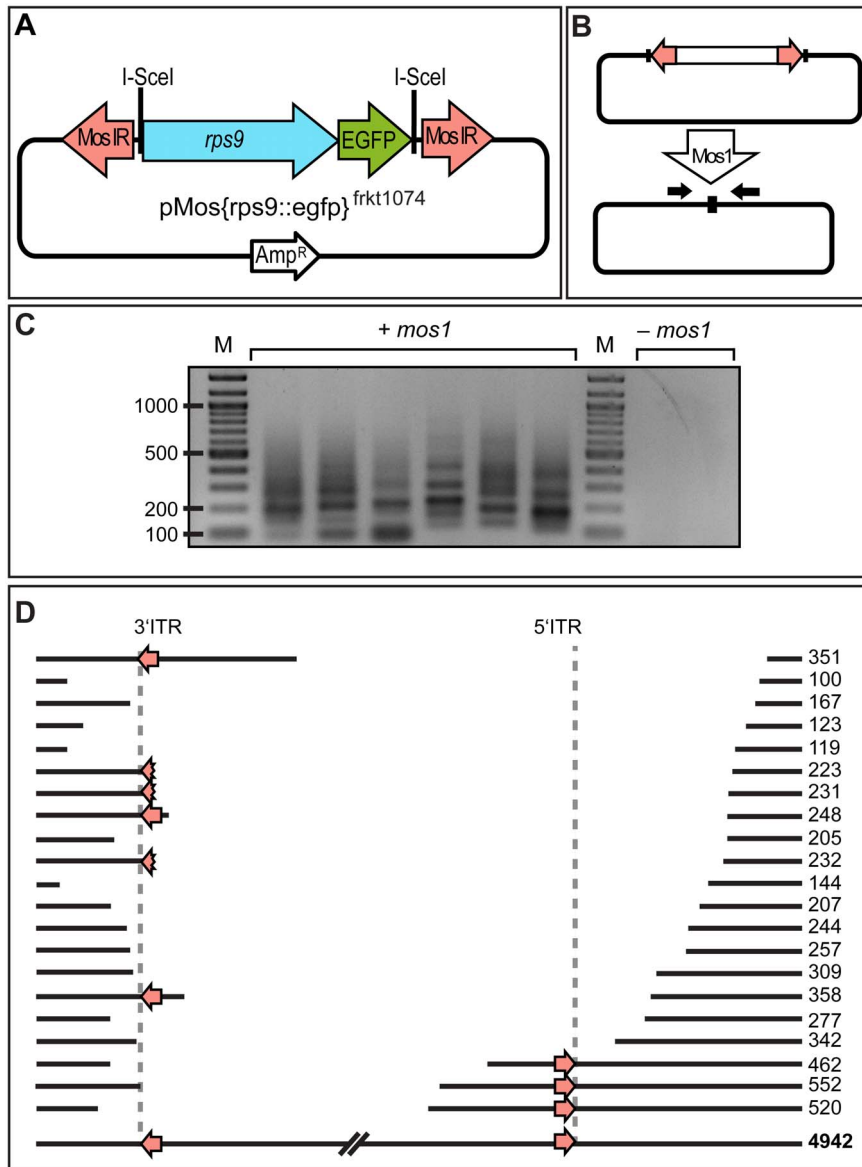 A
I-SceI
I-SceI
Mos IR
rps9
EGFP
Mos IR
pMos{rps9::egfp}frkt1074
AmpR
B
Mos1
C
M
+ mos1
M
– mos1
1000
500
200
100
D
3‘ITR
5‘ITR
351
100
167
123
119
223
231
248
205
232
144
207
244
257
309
358
277
342
462
552
520
4942